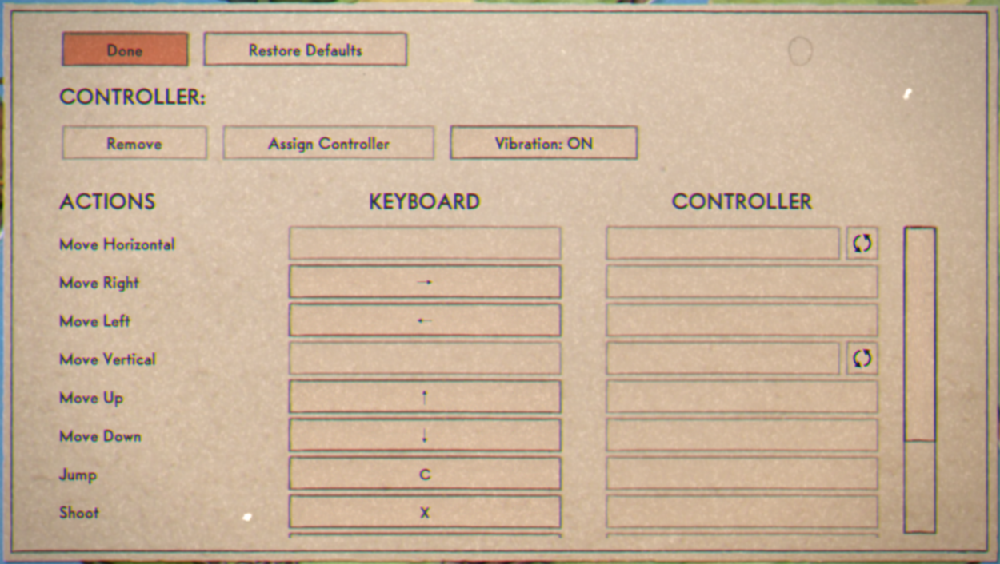 Done Restore Defaults
CONTROLLER:
Remove Assign Controller Vibration: ON
ACTIONS KEYBOARD CONTROLLER
Move Horizontal
Move Right →
Move Left ←
Move Vertical
Move Up ↑
Move Down ↓
Jump C
Shoot X